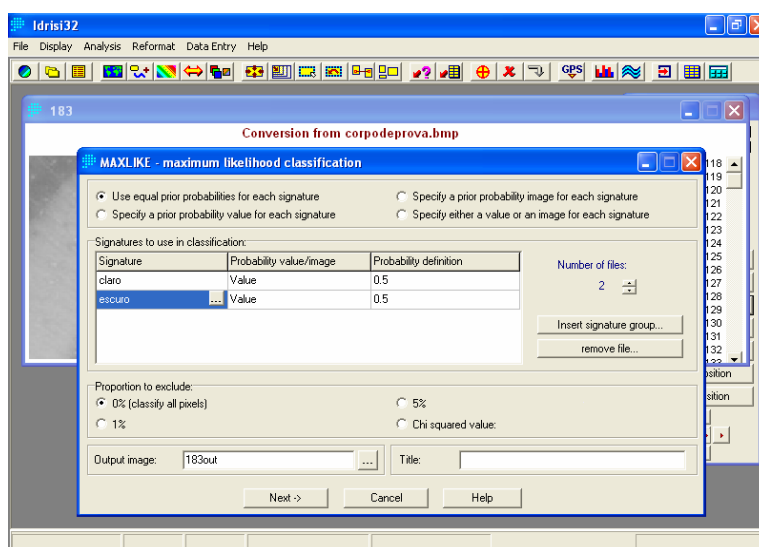 Idrisi32
File Display Analysis Reformat Data Entry Help
GPS
183
Conversion from corpodeprova.bmp
MAXLIKE - maximum likelihood classification
Use equal prior probabilities for each signature
Specify a prior probability image for each signature
Specify a prior probability value for each signature
Specify either a value or an image for each signature
Signatures to use in classification:
Signature Probability value/image Probability definition
claro Value 0.5
escuro ... Value 0.5
Number of files:
2
Insert signature group...
remove file...
Proportion to exclude:
0% (classify all pixels)
5%
1%
Chi squared value:
Output image: 183out ... Title:
Next -> Cancel Help
118
119
120
121
122
123
124
125
126
127
128
129
130
131
132
osition
sition